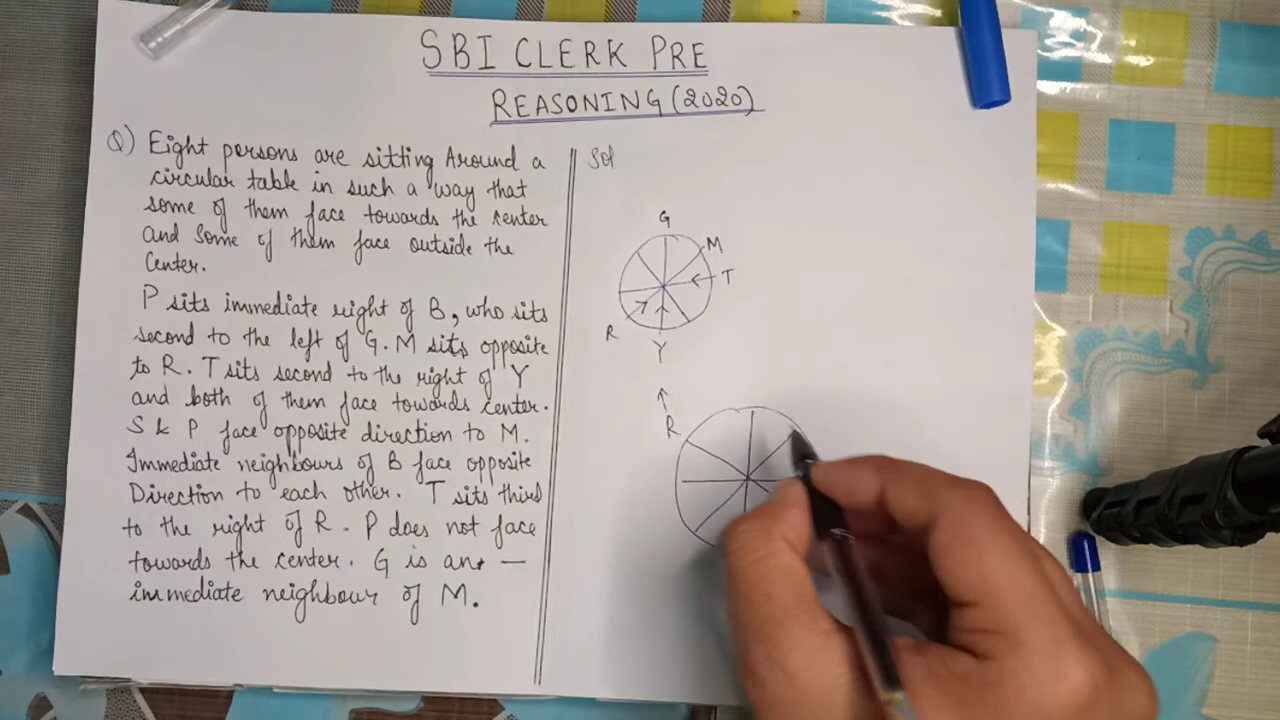 SBI CLERK PRE
REASONING (2020)
Q) Eight persons are sitting Around a
circular table in such a way that
some of them face towards the center
and Some of them face outside the
Center.
P sits immediate right of B, who sits
second to the left of G. M sits opposite
to R. T sits second to the right of Y
and both of them face towards center.
S & P face opposite direction to M.
Immediate neighbours of B face opposite
Direction to each other. T sits third
to the right of R. P does not face
towards the center. G is an —
immediate neighbour of M.
Sol
G
M
T
R
Y
R